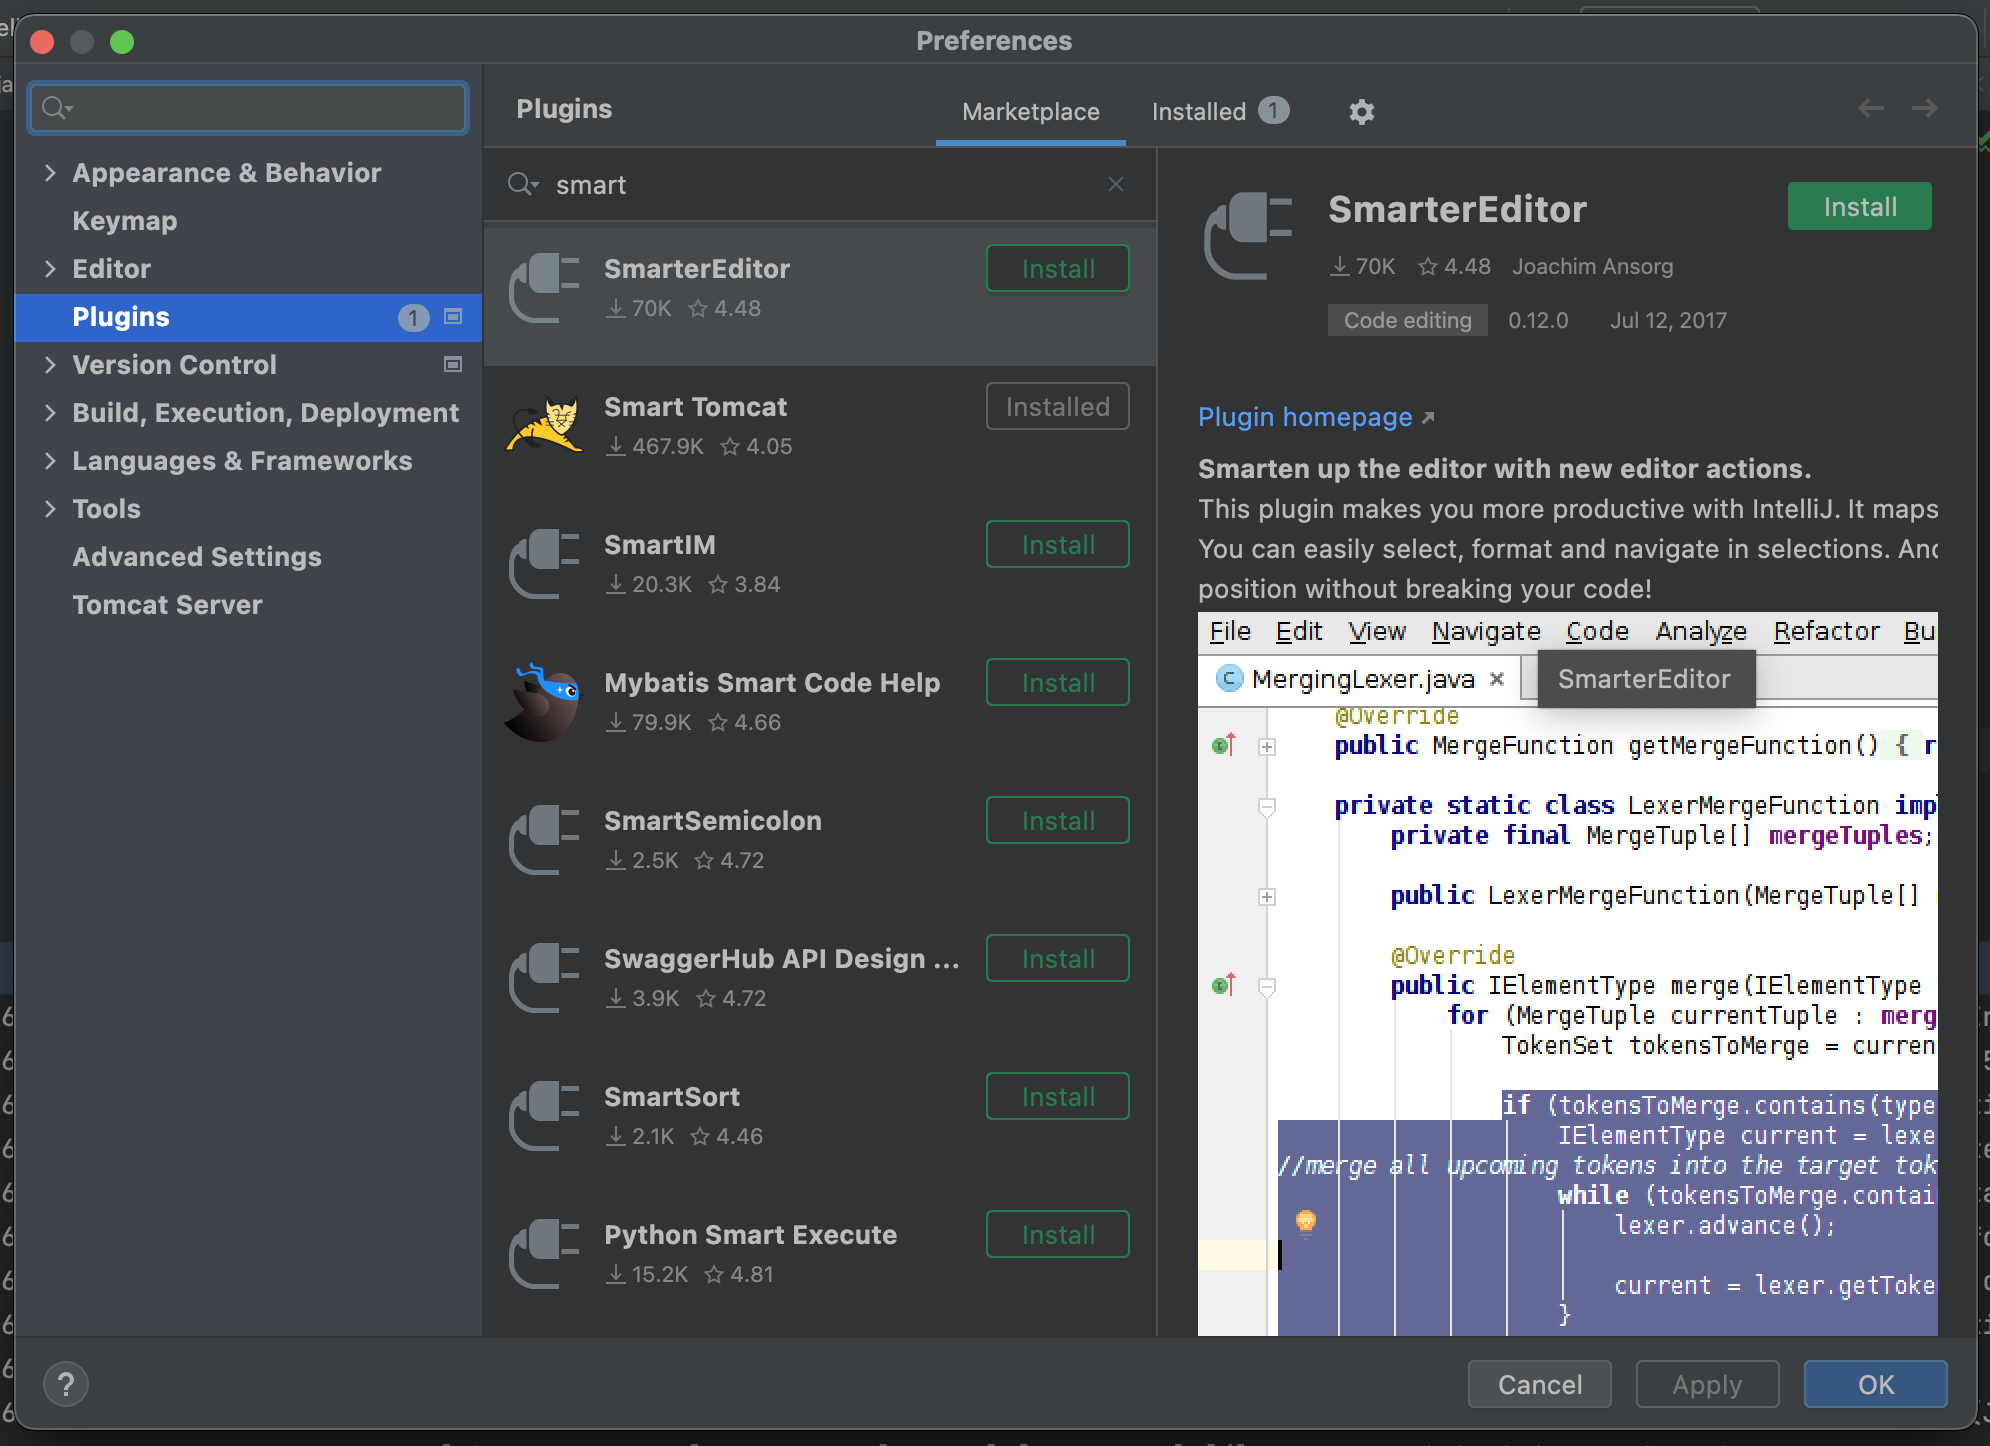 Preferences
Appearance & Behavior
Keymap
Editor
Plugins 1
Version Control
Build, Execution, Deployment
Languages & Frameworks
Tools
Advanced Settings
Tomcat Server
Plugins
Marketplace
Installed 1
smart
SmarterEditor
70K 4.48
Install
Smart Tomcat
467.9K 4.05
Installed
SmartIM
20.3K 3.84
Install
Mybatis Smart Code Help
79.9K 4.66
Install
SmartSemicolon
2.5K 4.72
Install
SwaggerHub API Design ...
3.9K 4.72
Install
SmartSort
2.1K 4.46
Install
Python Smart Execute
15.2K 4.81
Install
SmarterEditor
Install
70K 4.48 Joachim Ansorg
Code editing 0.12.0 Jul 12, 2017
Plugin homepage
Smarten up the editor with new editor actions.
This plugin makes you more productive with IntelliJ. It maps
You can easily select, format and navigate in selections. And
position without breaking your code!
File Edit View Navigate Code Analyze Refactor Bu
MergingLexer.java
SmarterEditor
@Override
public MergeFunction getMergeFunction() { r
private static class LexerMergeFunction imp
private final MergeTuple[] mergeTuples;
public LexerMergeFunction(MergeTuple[]
@Override
public IElementType merge(IElementType
for (MergeTuple currentTuple : merg
TokenSet tokensToMerge = curren
if (tokensToMerge.contains(type
IElementType current = lexe
//merge all upcoming tokens into the target tok
while (tokensToMerge.contai
lexer.advance();
current = lexer.getToke
}
?
Cancel
Apply
OK